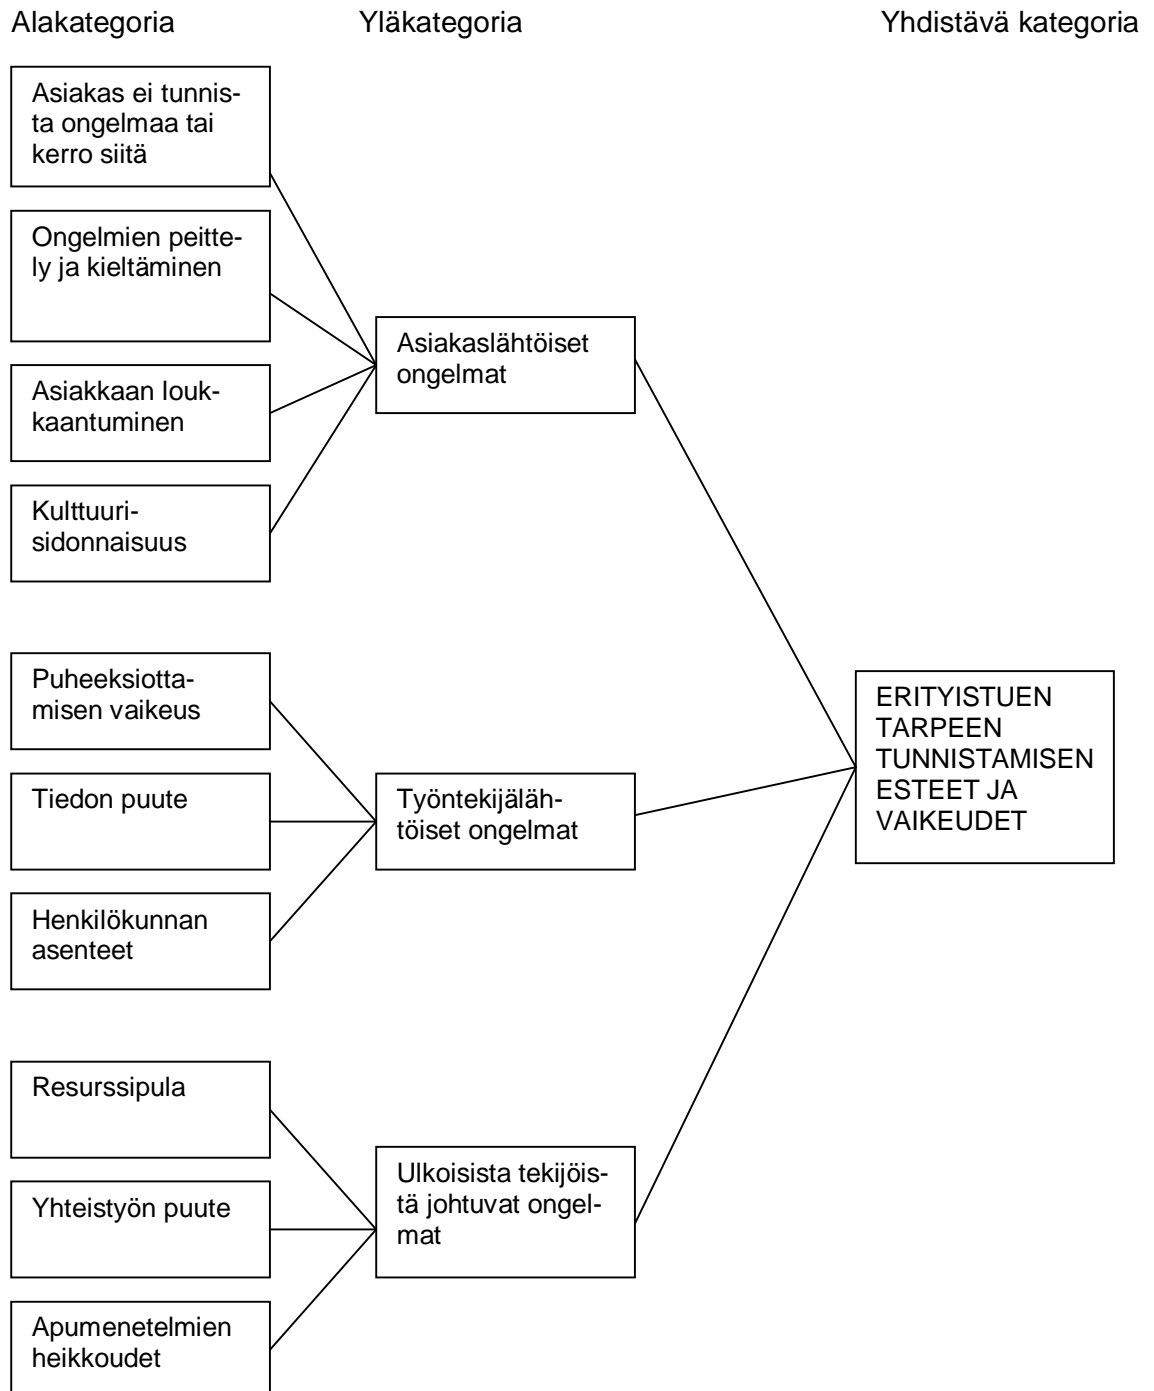 Alakategoria
Yläkategoria
Yhdistävä kategoria
Asiakas ei tunnis-
ta ongelmaa tai
kerro siitä
Ongelmien peitte-
ly ja kieltäminen
Asiakkaan louk-
kaantuminen
Kulttuuri-
sidonnaisuus
Asiakaslähtöiset
ongelmat
Puheeksiotta-
misen vaikeus
Tiedon puute
Henkilökunnan
asenteet
Työntekijäläh-
töiset ongelmat
Resurssipula
Yhteistyön puute
Apumenetelmien
heikkoudet
Ulkoisista tekijöis-
tä johtuvat ongel-
mat
ERITYISTUEN
TARPEEN
TUNNISTAMISEN
ESTEET JA
VAIKEUDET